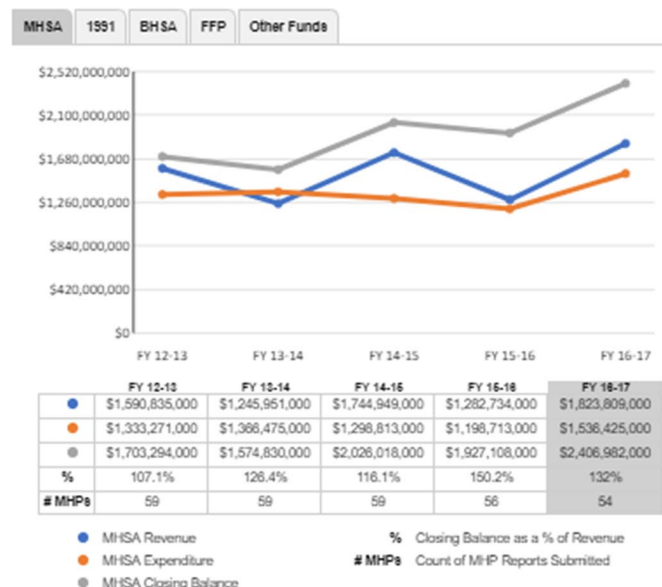 MHSA 1991 BHSA FFP Other Funds
$2,520,000,000
$2,100,000,000
$1,680,000,000
$1,260,000,000
$840,000,000
$420,000,000
$0
FY 12-13 FY 13-14 FY 14-15 FY 15-16 FY 16-17
FY 12-13 FY 13-14 FY 14-15 FY 15-16 FY 16-17
$1,590,835,000 $1,245,951,000 $1,744,949,000 $1,282,734,000 $1,823,809,000
$1,333,271,000 $1,366,475,000 $1,298,813,000 $1,198,713,000 $1,536,425,000
$1,703,294,000 $1,574,830,000 $2,026,018,000 $1,927,108,000 $2,406,982,000
% 107.1% 126.4% 116.1% 150.2% 132%
# MHPs 59 59 59 56 54
MHSA Revenue % Closing Balance as a % of Revenue
MHSA Expenditure # MHPs Count of MHP Reports Submitted
MHSA Closing Balance